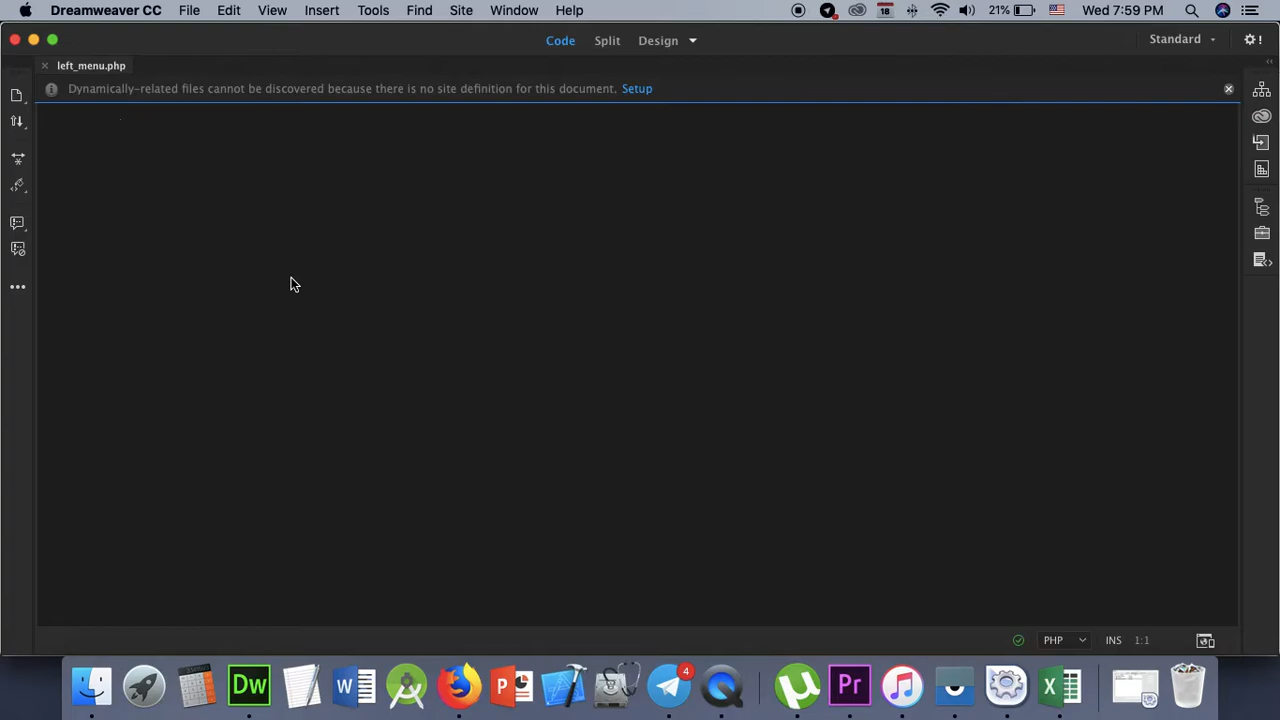 Dreamweaver CC File Edit View Insert Tools Find Site Window Help 18 21% Wed 7:59 PM
Code Split Design Standard
left_menu.php
Dynamically-related files cannot be discovered because there is no site definition for this document. Setup
PHP INS 1:1
Dw W P 4 Pr X